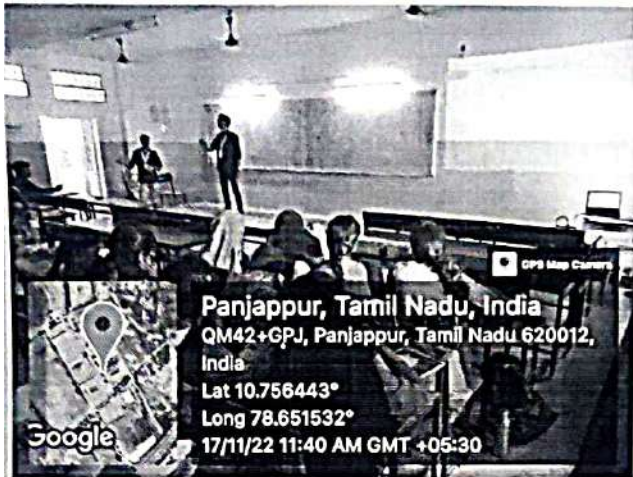 GPS Map Camera
Panjappur, Tamil Nadu, India
QM42+GPJ, Panjappur, Tamil Nadu 620012,
India
Lat 10.756443°
Long 78.651532°
17/11/22 11:40 AM GMT +05:30
Google